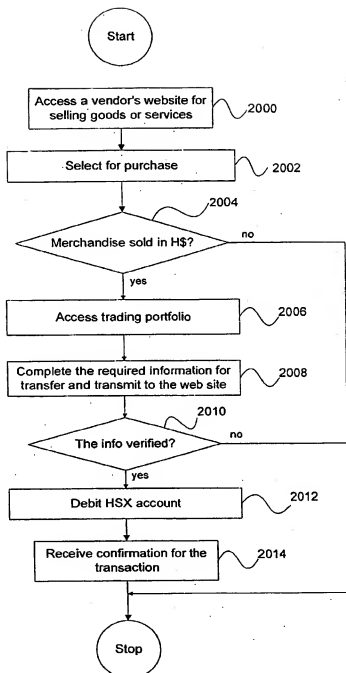 Start
Access a vendor's website for
selling goods or services
2000
Select for purchase
2002
2004
Merchandise sold in H$?
no
yes
Access trading portfolio
2006
Complete the required information for
transfer and transmit to the web site
2008
2010
The info verified?
no
yes
Debit HSX account
2012
Receive confirmation for the
transaction
2014
Stop